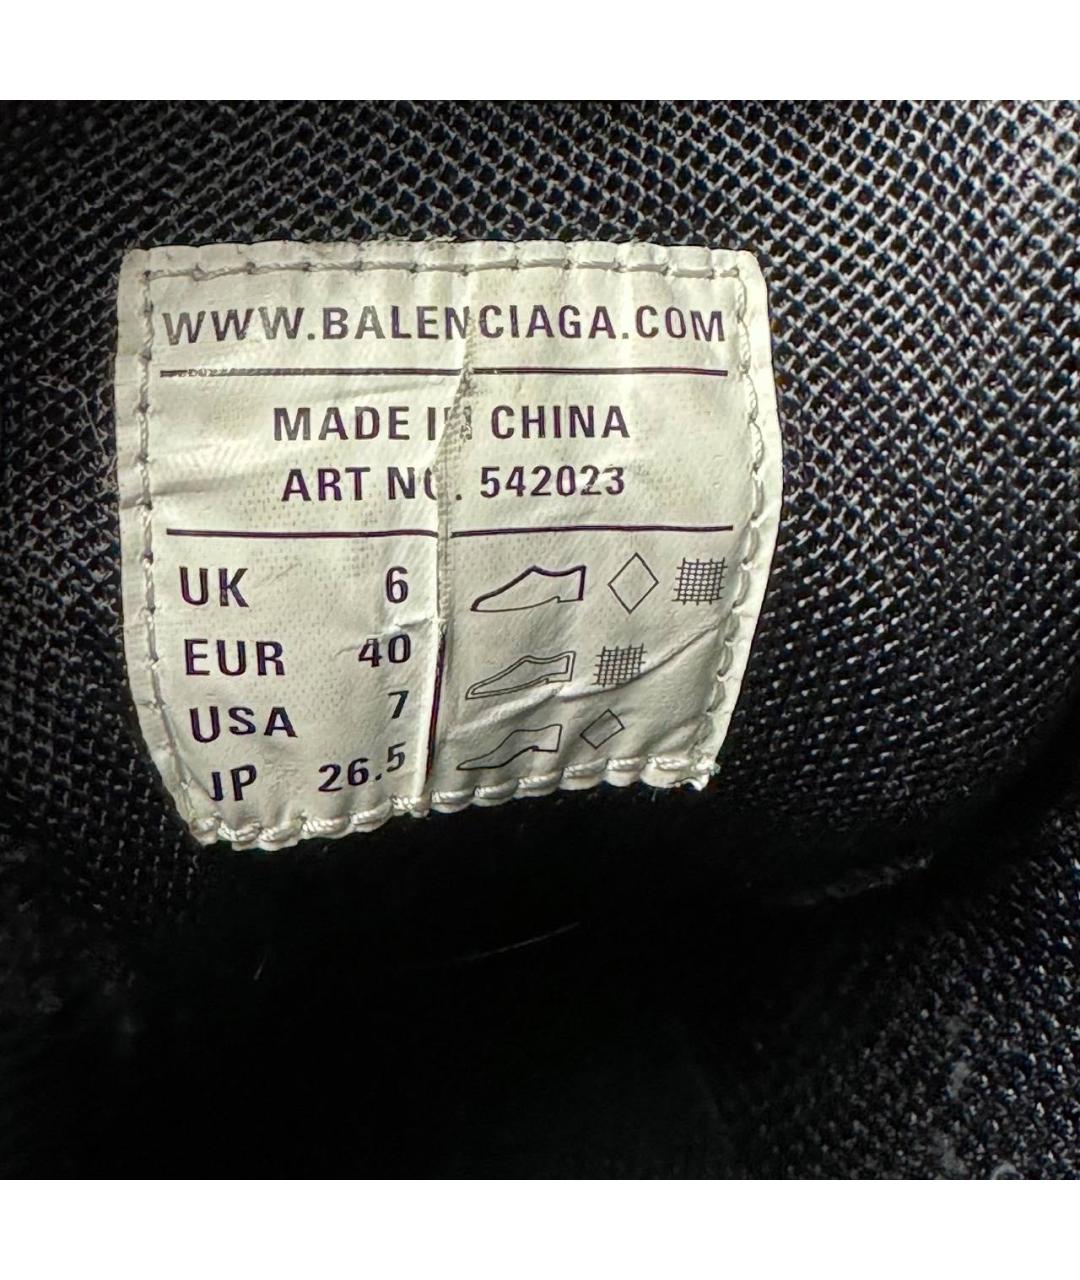 WWW.BALENCIAGA.COM
MADE IN CHINA
ART NO. 542023
UK 6
EUR 40
USA 7
JP 26.5